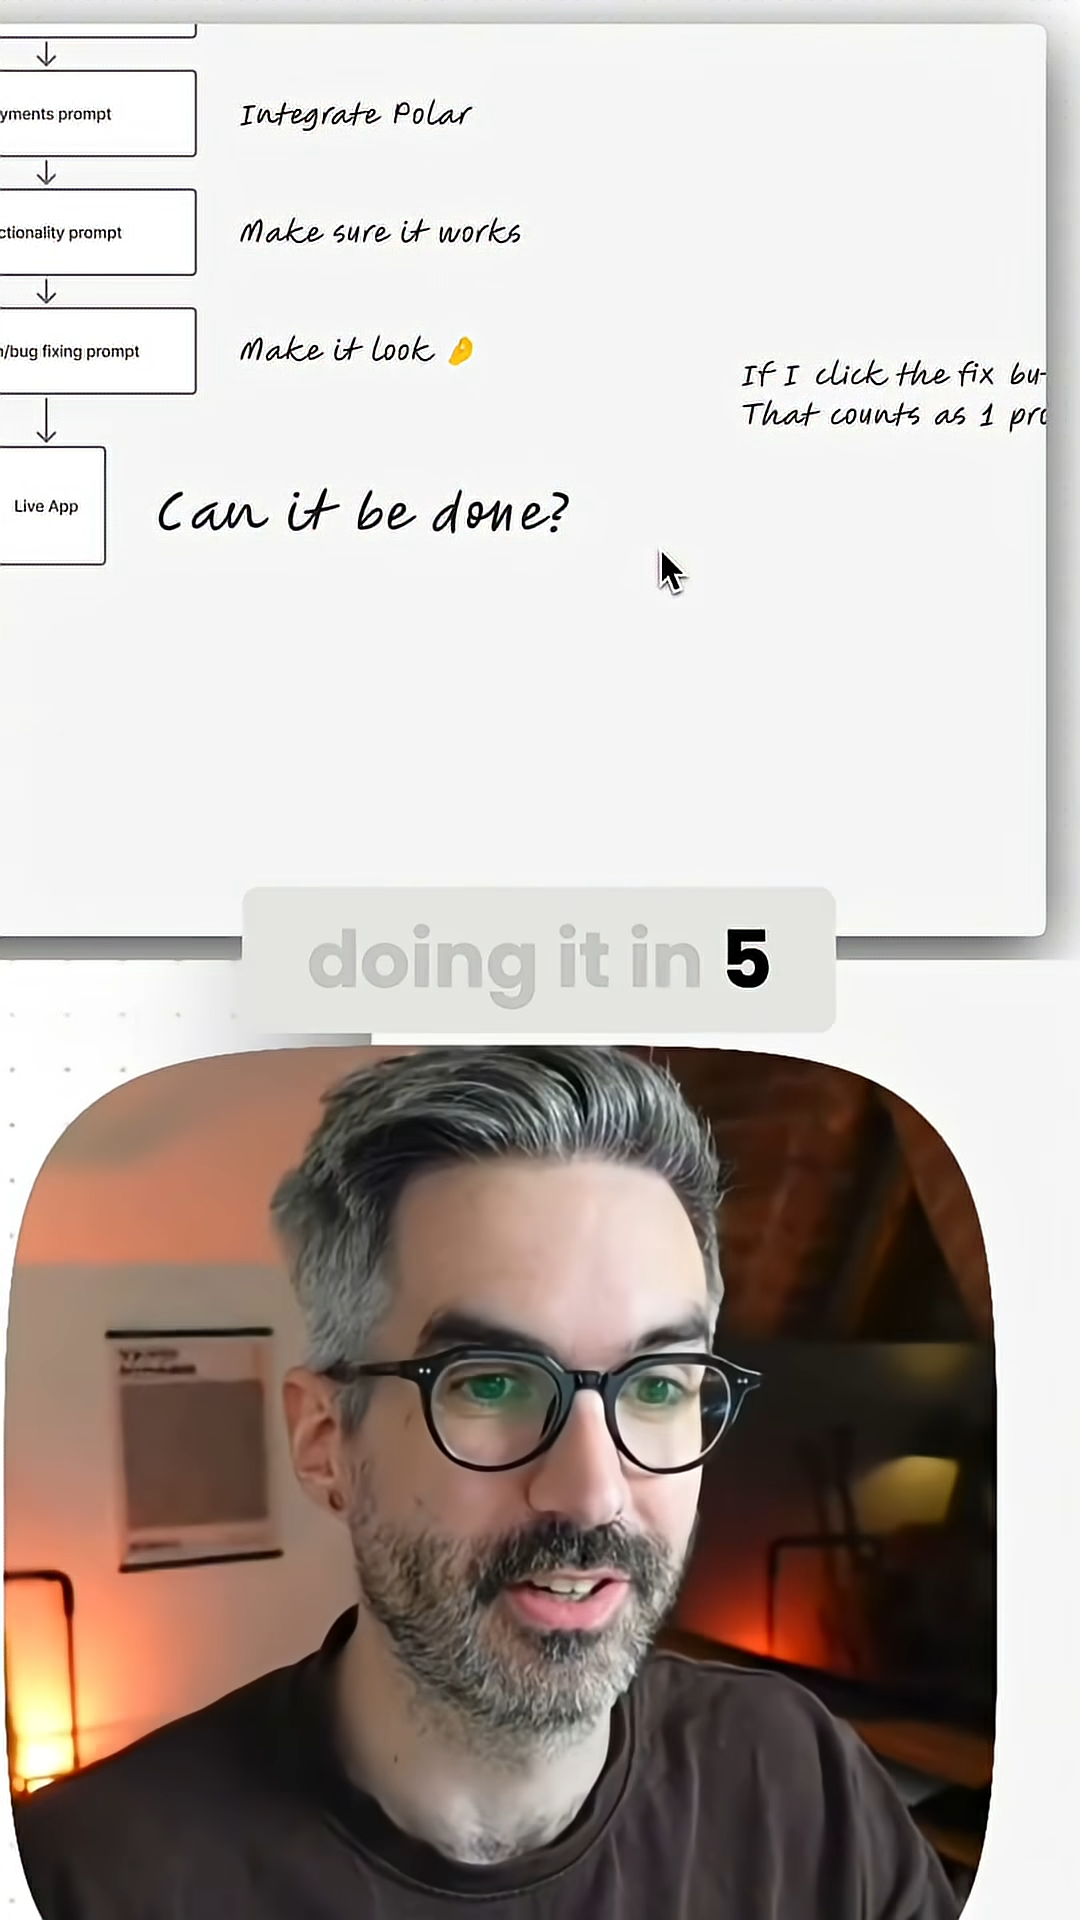 yments prompt
Integrate Polar
ctionality prompt
Make sure it works
n/bug fixing prompt
Make it look 🤌
If I click the fix bu
That counts as 1 pro
Live App
Can it be done?
doing it in 5